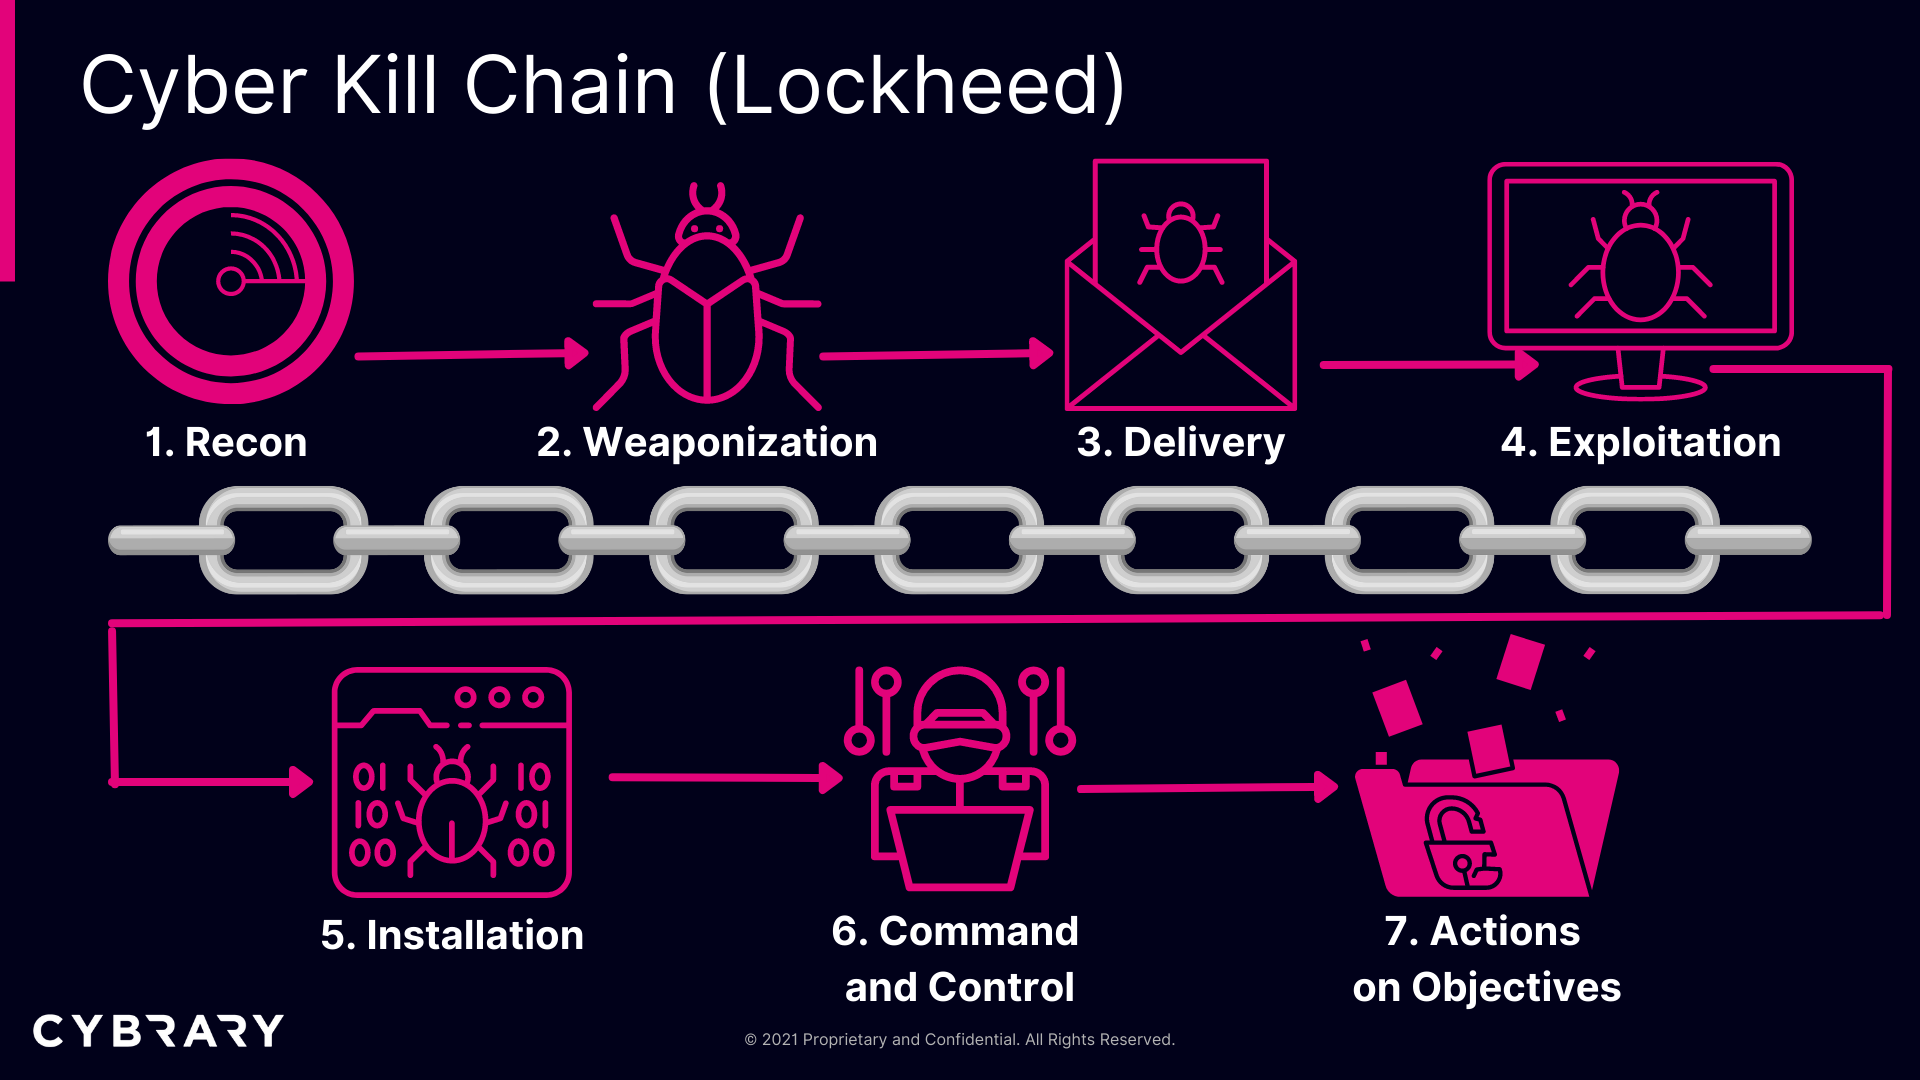 Cyber Kill Chain (Lockheed)
1. Recon
2. Weaponization
3. Delivery
4. Exploitation
01 10
10 01
00 00
5. Installation
6. Command
and Control
7. Actions
on Objectives
CYBRARY
© 2021 Proprietary and Confidential. All Rights Reserved.